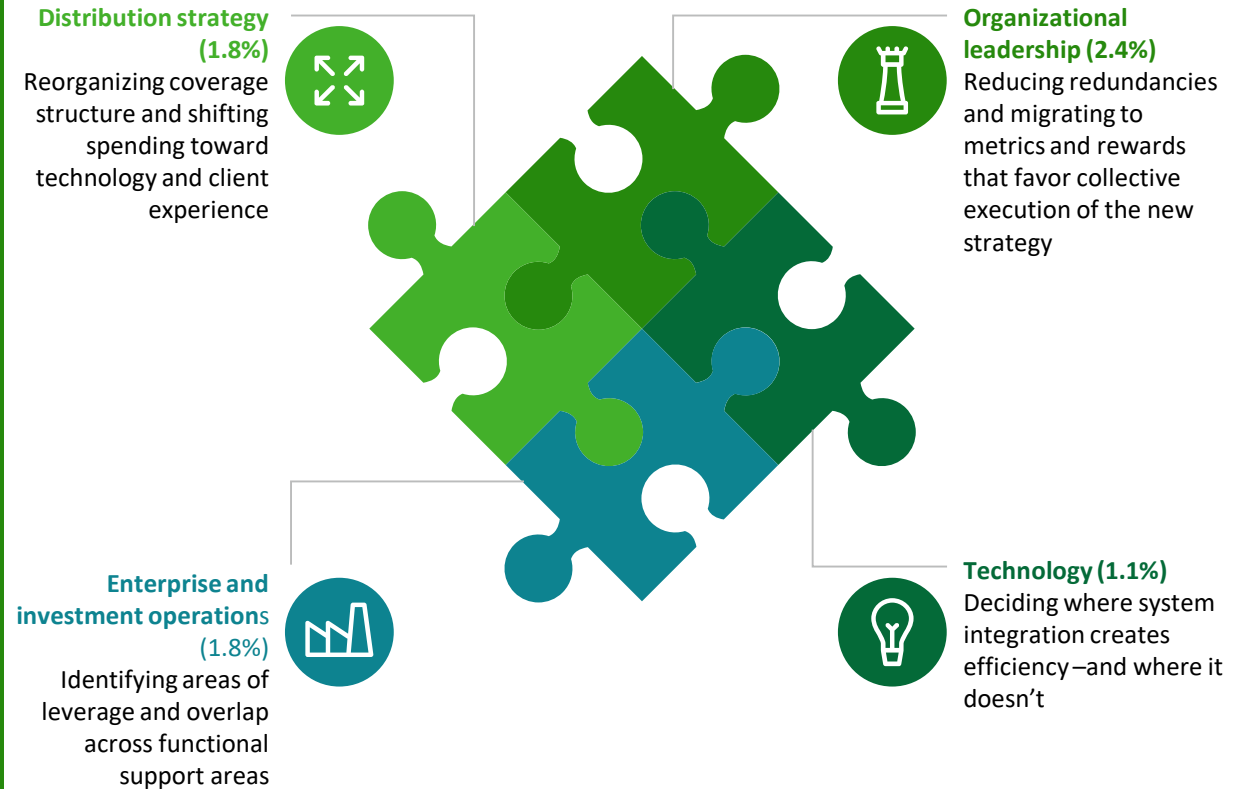 Distribution strategy
(1.8%)
Reorganizing coverage
structure and shifting
spending toward
technology and client
experience
Organizational
leadership (2.4%)
Reducing redundancies
and migrating to
metrics and rewards
that favor collective
execution of the new
strategy
Enterprise and
investment operations
(1.8%)
Identifying areas of
leverage and overlap
across functional
support areas
Technology (1.1%)
Deciding where system
integration creates
efficiency –and where it
doesn’t